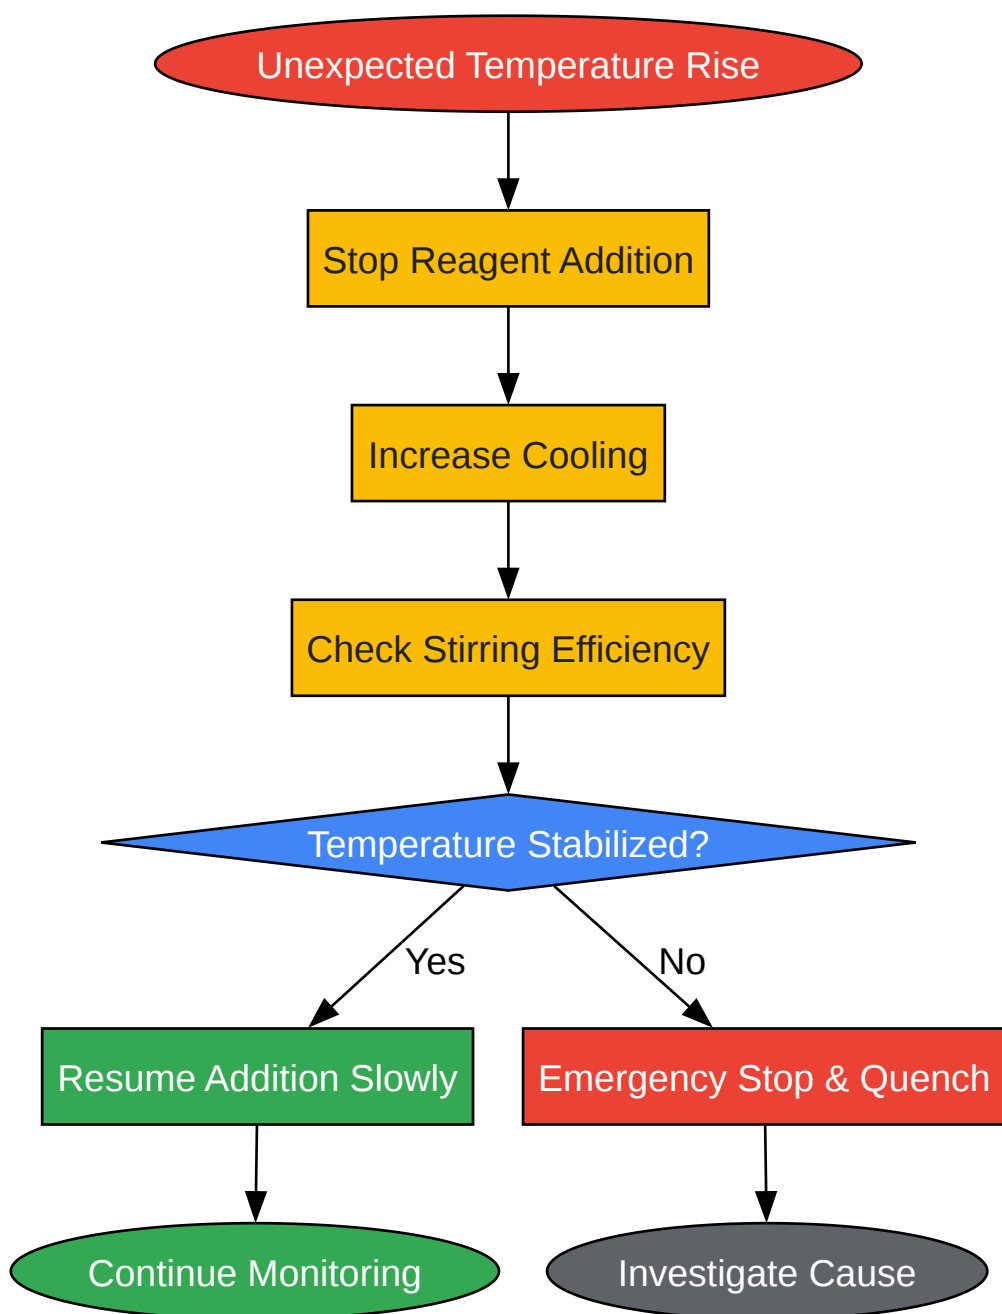 Unexpected Temperature Rise
Stop Reagent Addition
Increase Cooling
Check Stirring Efficiency
Temperature Stabilized?
Yes
No
Resume Addition Slowly
Emergency Stop & Quench
Continue Monitoring
Investigate Cause